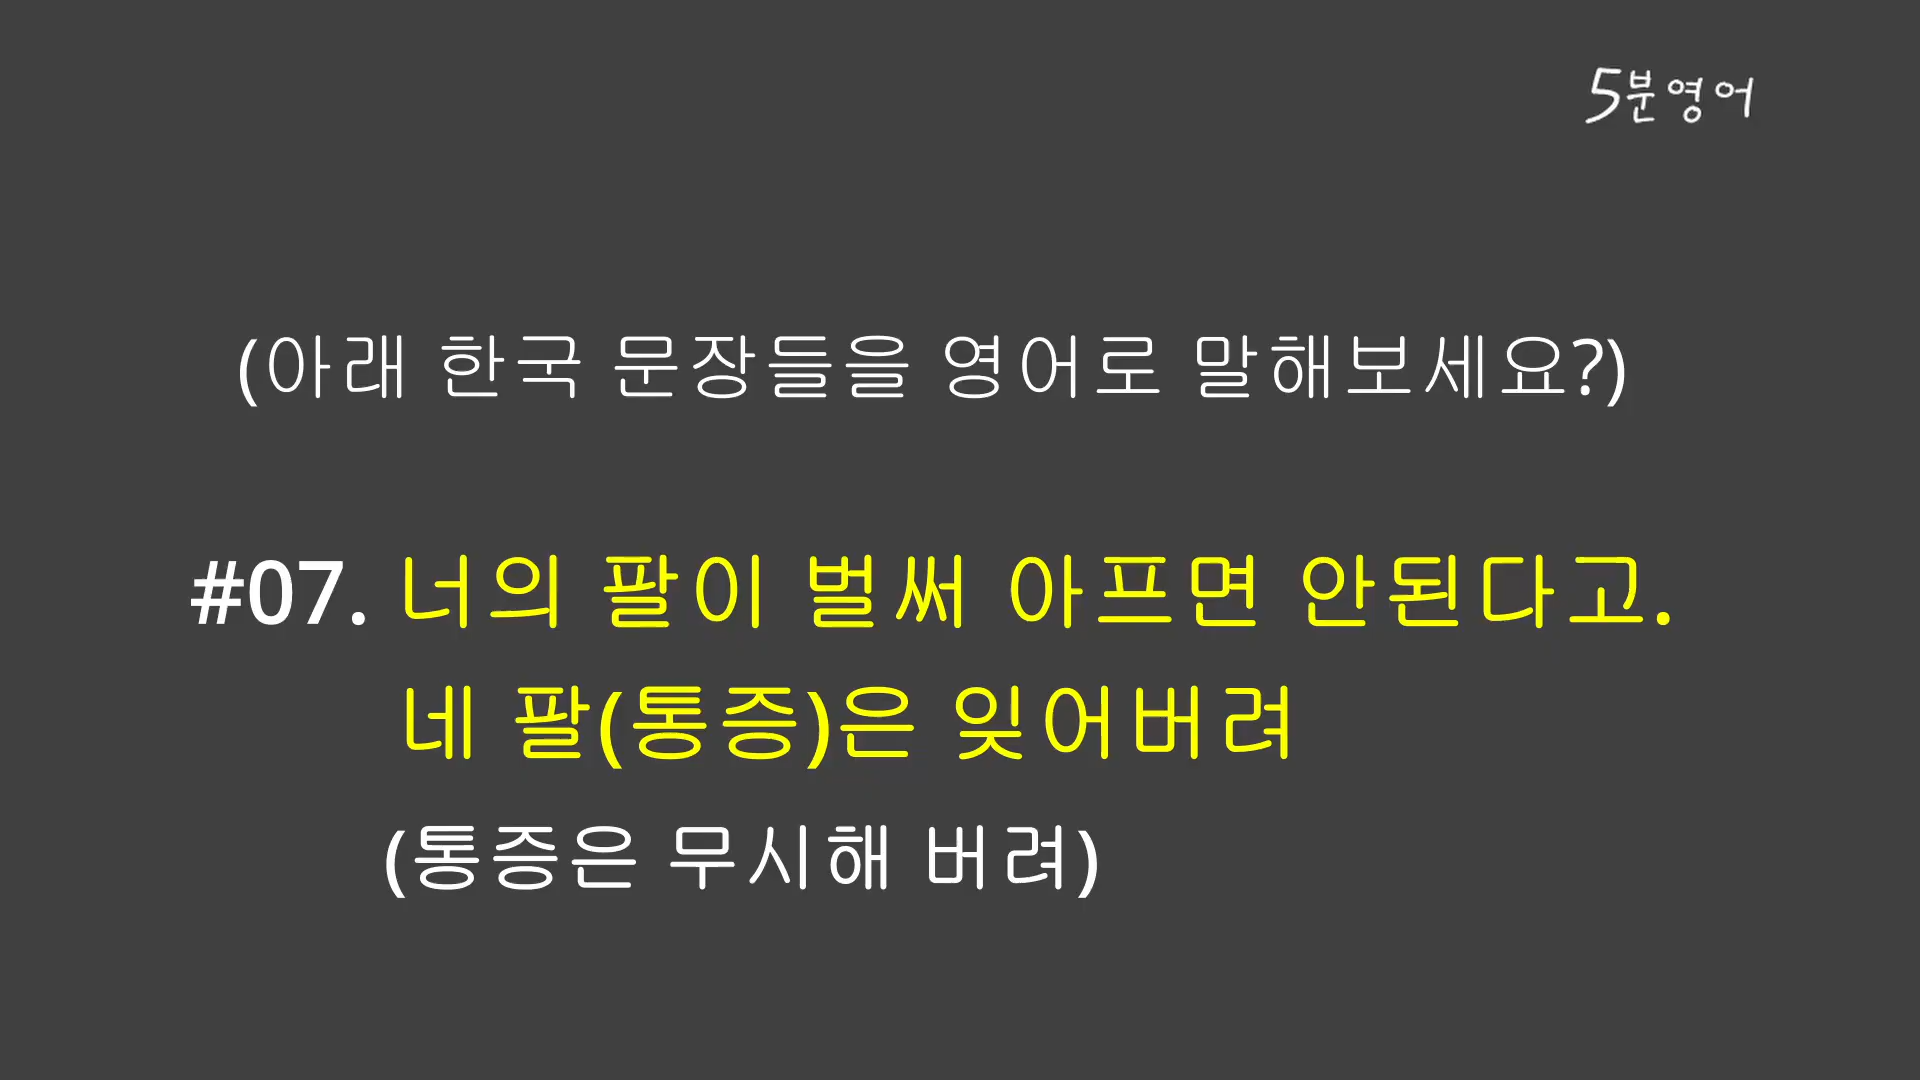 5분영어
(아래 한국 문장들을 영어로 말해보세요?)
#07. 너의 팔이 벌써 아프면 안된다고.
네 팔(통증)은 잊어버려
(통증은 무시해 버려)